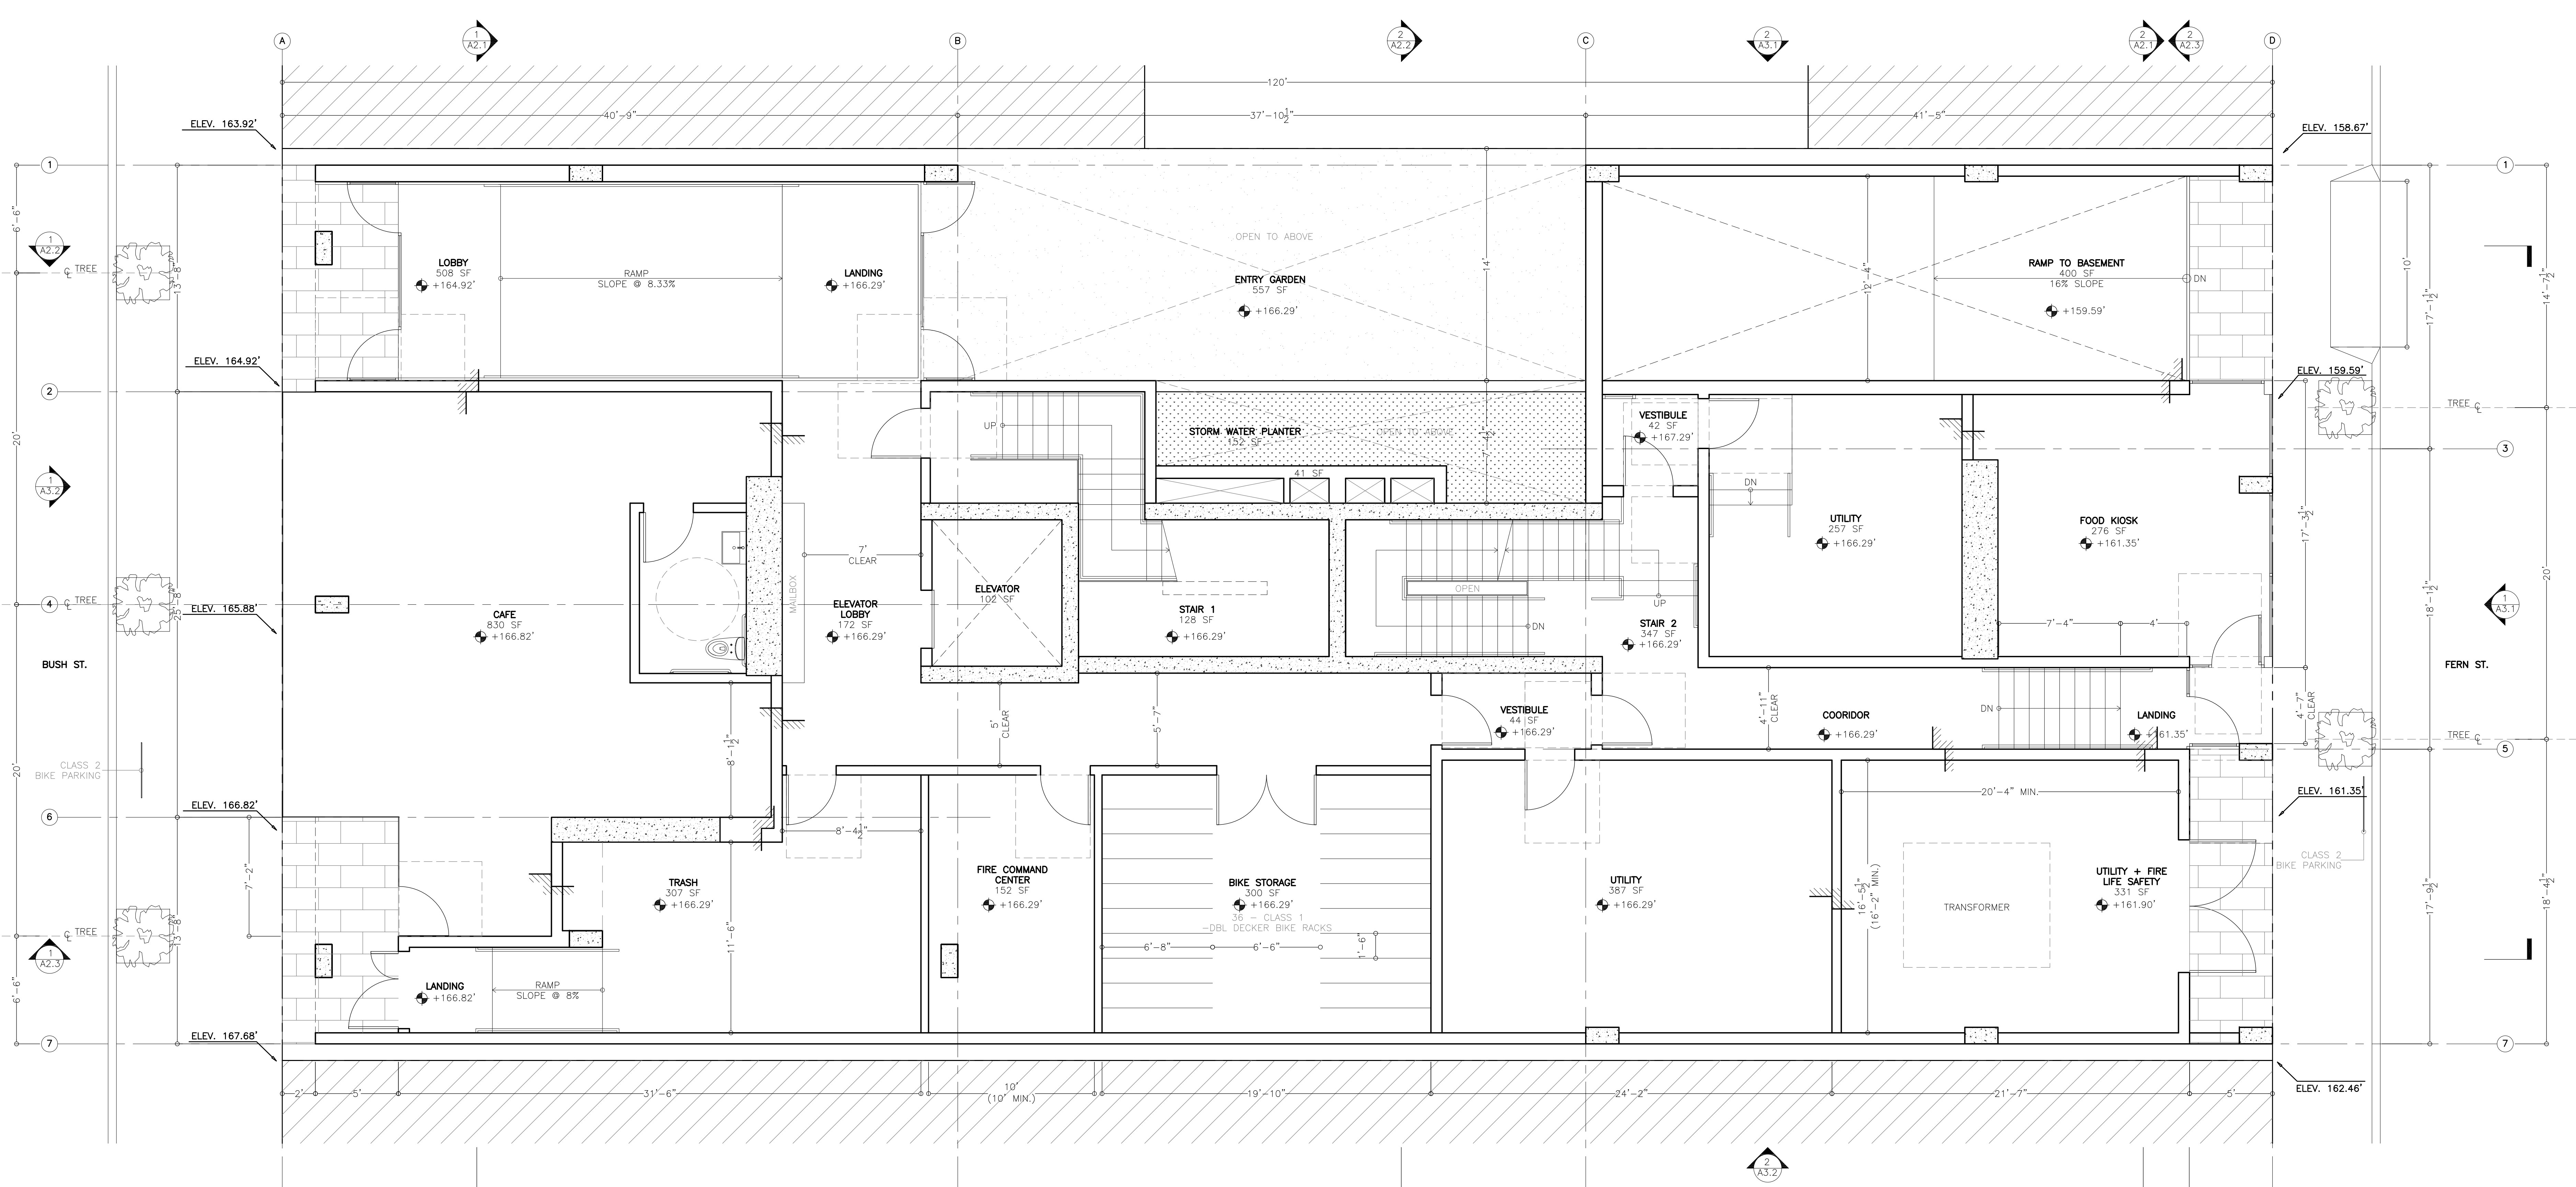 1
A2.1
2
A2.2
2
A3.1
2
A2.1
2
A2.3
A
B
C
D
120'
40'-9"
37'-10 1/2"
41'-5"
ELEV. 163.92'
ELEV. 158.67'
1
1
6'-6"
13'-8"
1
A2.2
TREE
LOBBY
508 SF
+164.92'
RAMP
SLOPE @ 8.33%
LANDING
+166.29'
OPEN TO ABOVE
ENTRY GARDEN
557 SF
+166.29'
14'
12'-4"
RAMP TO BASEMENT
400 SF
16% SLOPE
DN
+159.59'
10'
17'-1 1/2"
14'-7 1/2"
ELEV. 164.92'
ELEV. 159.59'
2
TREE
UP
STORM WATER PLANTER
152 SF
OPEN TO ABOVE
41 SF
7'-4 1/2"
VESTIBULE
42 SF
+167.29'
3
20'
1
A3.2
DN
UTILITY
257 SF
+166.29'
FOOD KIOSK
276 SF
+161.35'
17'-3 1/2"
7'
CLEAR
MAILBOX
ELEVATOR
102 SF
OPEN
UP
DN
4
TREE
25'-8"
ELEV. 165.88'
CAFE
830 SF
+166.82'
ELEVATOR
LOBBY
172 SF
+166.29'
STAIR 1
128 SF
+166.29'
STAIR 2
347 SF
+166.29'
7'-4"
4'
18'-1 1/2"
20'
1
A3.1
4
BUSH ST.
FERN ST.
8'-1 1/2"
5'
CLEAR
5'-7"
VESTIBULE
44 SF
+166.29'
4'-11"
CLEAR
COORIDOR
+166.29'
DN
LANDING
+161.35'
4'-7"
CLEAR
TREE
5
20'
CLASS 2
BIKE PARKING
ELEV. 166.82'
20'-4" MIN.
ELEV. 161.35'
6
8'-4 1/2"
7'-2"
CLASS 2
BIKE PARKING
TRASH
307 SF
+166.29'
FIRE COMMAND
CENTER
152 SF
+166.29'
BIKE STORAGE
300 SF
+166.29'
36 - CLASS 1
-DBL DECKER BIKE RACKS
6'-8"
6'-6"
1'-6"
UTILITY
387 SF
+166.29'
16'-5 1/2"
(16'-2" MIN.)
TRANSFORMER
UTILITY + FIRE
LIFE SAFETY
331 SF
+161.90'
17'-9 1/2"
18'-4 1/2"
TREE
13'-8"
11'-6"
1
A2.3
6'-6"
LANDING
+166.82'
RAMP
SLOPE @ 8%
ELEV. 167.68'
7
7
ELEV. 162.46'
2'
5'
31'-6"
10'
(10' MIN.)
19'-10"
24'-2"
21'-7"
5'
2
A3.2